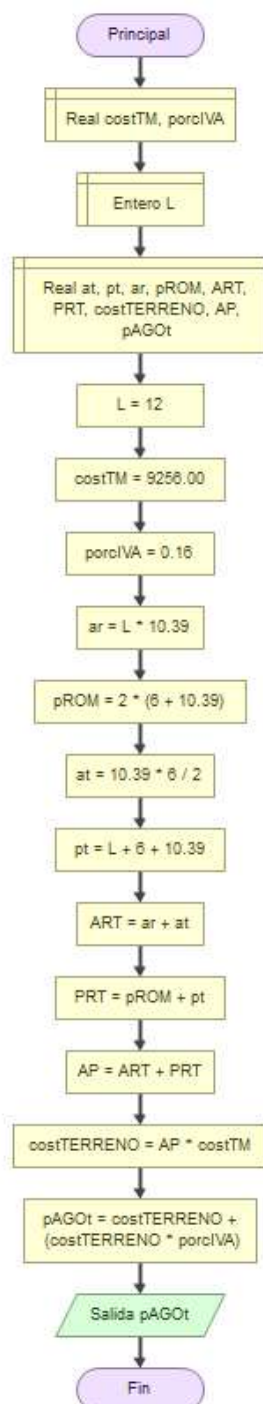 Principal
Real costTM, porcIVA
Entero L
Real at, pt, ar, pROM, ART,
PRT, costTERRENO, AP,
pAGOt
L = 12
costTM = 9256.00
porcIVA = 0.16
ar = L * 10.39
pROM = 2 * (6 + 10.39)
at = 10.39 * 6 / 2
pt = L + 6 + 10.39
ART = ar + at
PRT = pROM + pt
AP = ART + PRT
costTERRENO = AP * costTM
pAGOt = costTERRENO +
(costTERRENO * porcIVA)
Salida pAGOt
Fin